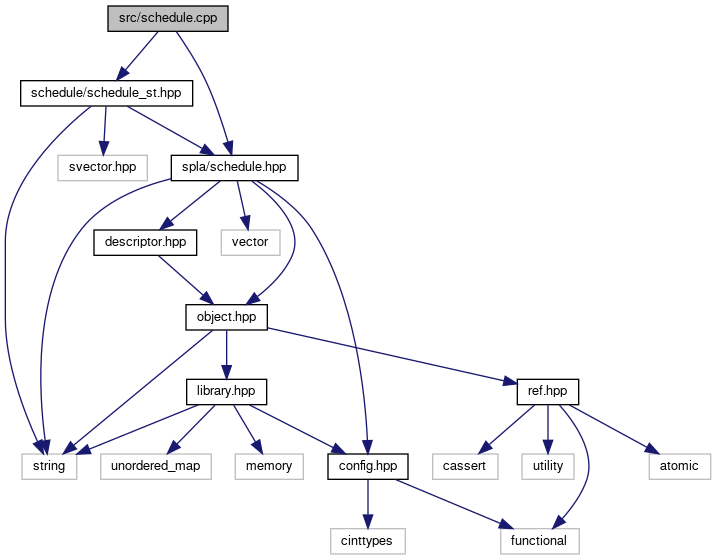 src/schedule.cpp
schedule/schedule_st.hpp
svector.hpp
spla/schedule.hpp
descriptor.hpp
vector
object.hpp
library.hpp
ref.hpp
string
unordered_map
memory
config.hpp
cassert
utility
atomic
cinttypes
functional